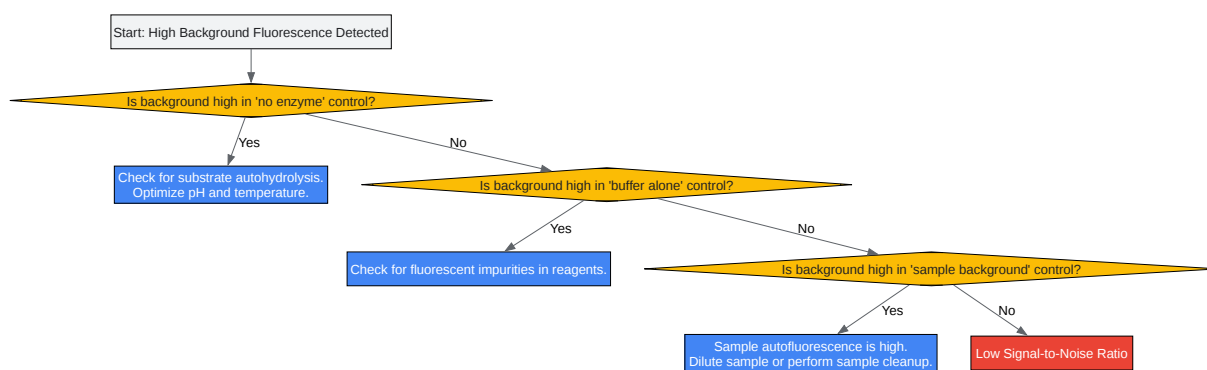 Start: High Background Fluorescence Detected
Is background high in 'no enzyme' control?
Yes
No
Check for substrate autohydrolysis.
Optimize pH and temperature.
Is background high in 'buffer alone' control?
Yes
No
Check for fluorescent impurities in reagents.
Is background high in 'sample background' control?
Yes
No
Sample autofluorescence is high.
Dilute sample or perform sample cleanup.
Low Signal-to-Noise Ratio